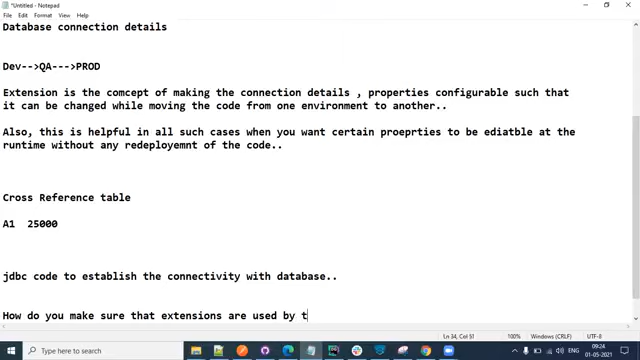 *Untitled - Notepad
File Edit Format View Help
Database connection details
Dev-->QA--->PROD
Extension is the comcept of making the connection details , properties configurable such that
it can be changed while moving the code from one environment to another..
Also, this is helpful in all such cases when you want certain proeprties to be ediatble at the
runtime without any redeployemnt of the code..
Cross Reference table
A1 25000
jdbc code to establish the connectivity with database..
How do you make sure that extensions are used by t
Ln 34, Col 51 100% Windows (CRLF) UTF-8
Type here to search
ENG
09:24
01-05-2021